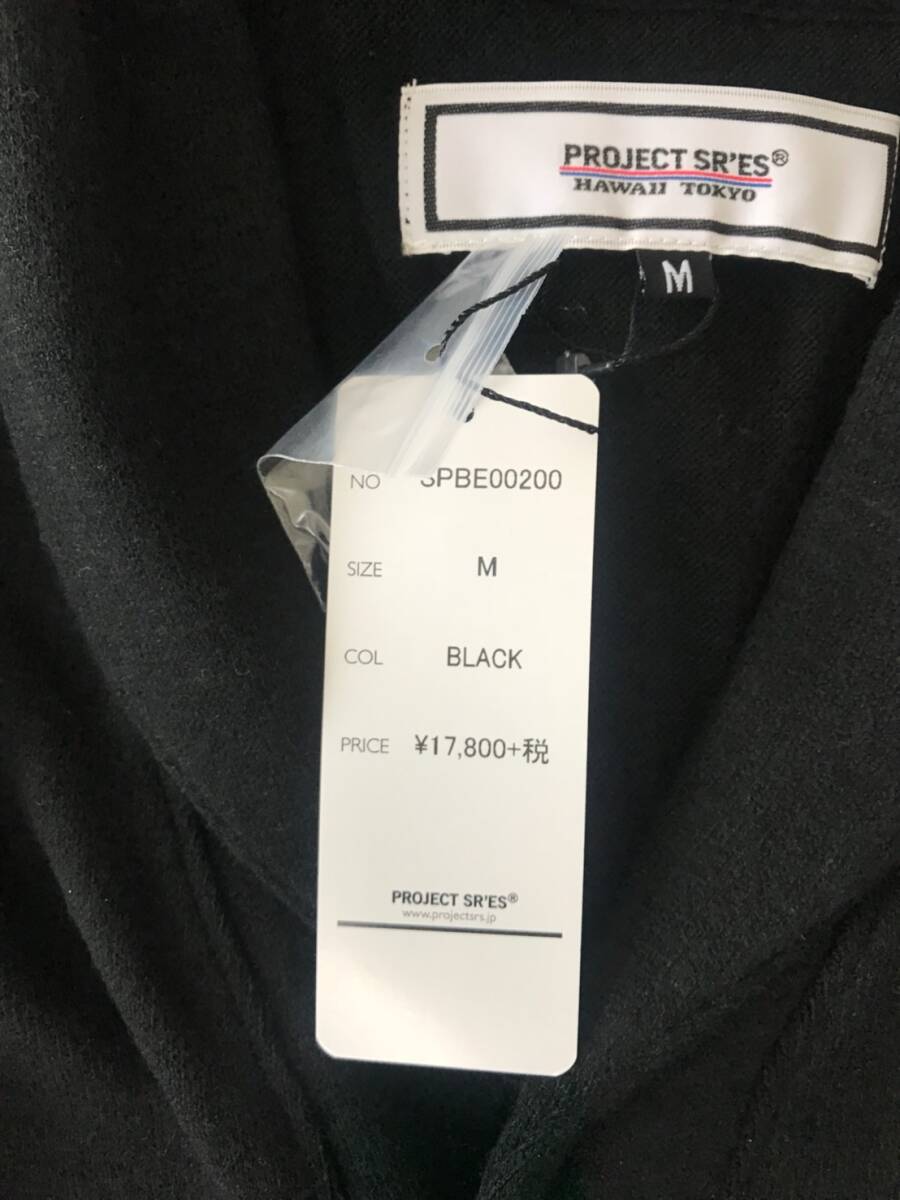 PROJECT SR'ES®
HAWAII TOKYO
M
NO SPBE00200
SIZE M
COL BLACK
PRICE ¥17,800+税
PROJECT SR'ES®
www.projectsrs.jp